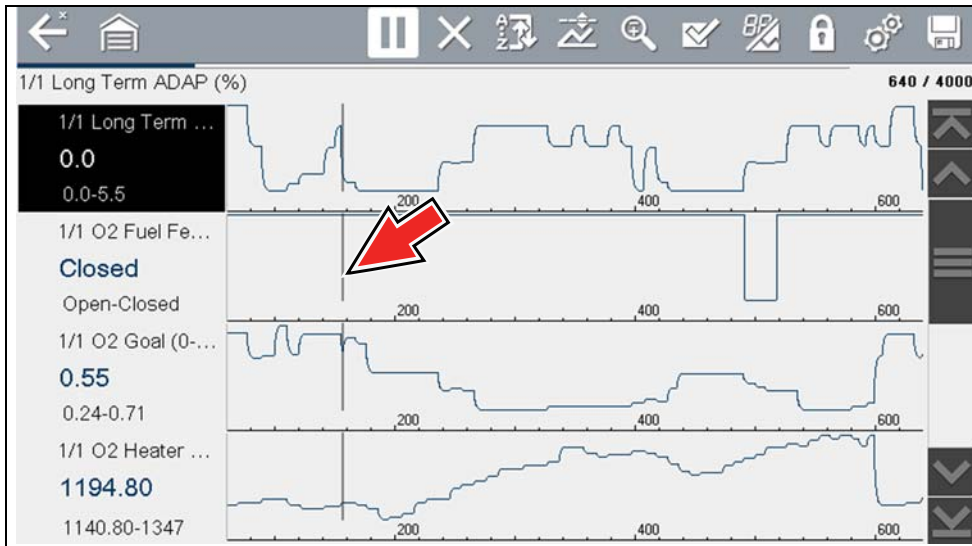 1/1 Long Term ADAP (%)
640 / 4000
1/1 Long Term ...
0.0
0.0-5.5
200
400
600
1/1 O2 Fuel Fe...
Closed
Open-Closed
200
400
600
1/1 O2 Goal (0-...
0.55
0.24-0.71
200
400
600
1/1 O2 Heater ...
1194.80
1140.80-1347
200
400
600